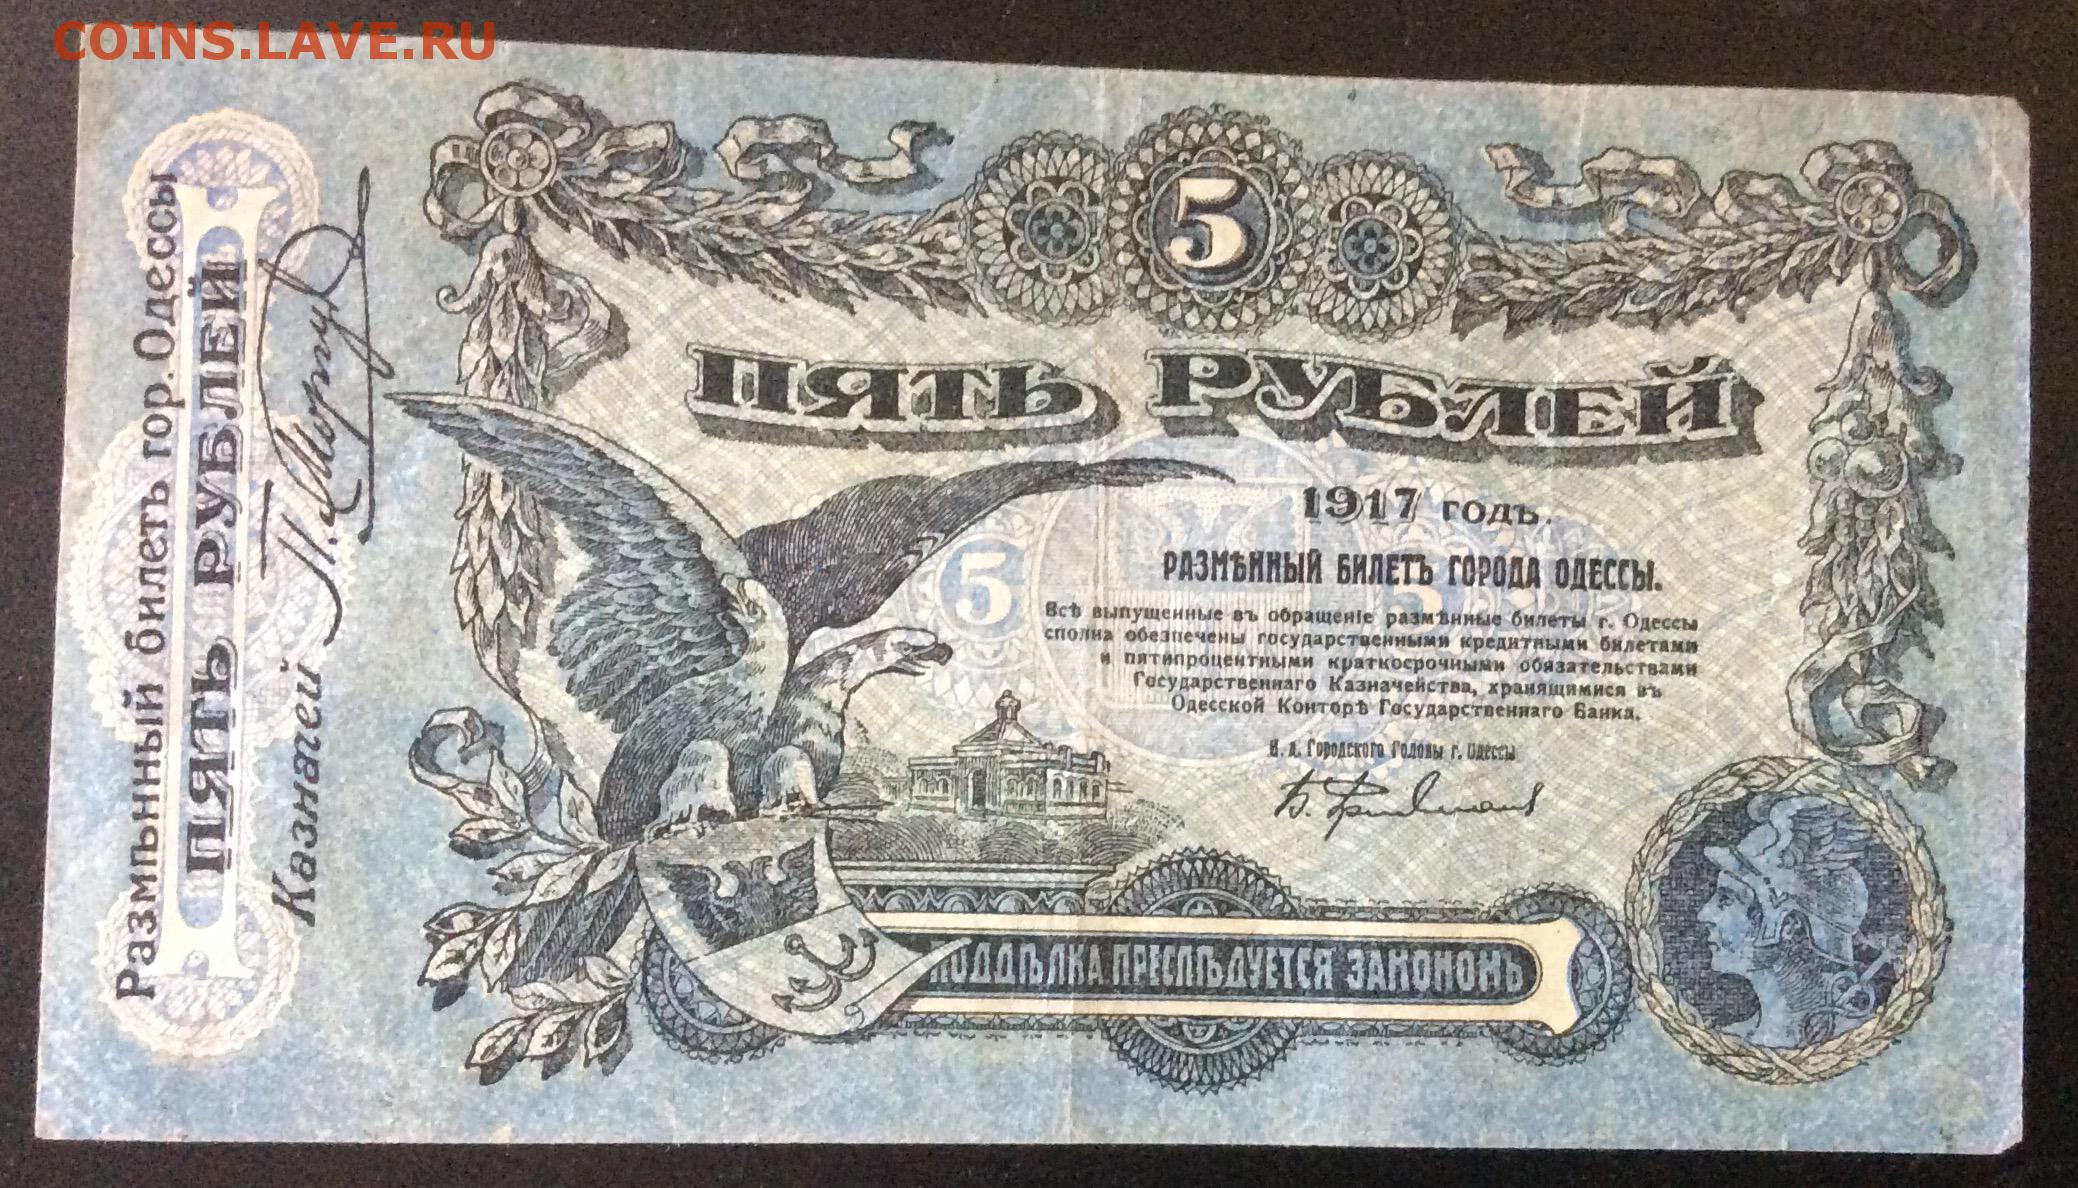 COINS.LAVE.RU
Размѣнный билетъ гор. Одессы
ПЯТЬ РУБЛЕЙ
Казначей
5
ПЯТЬ РУБЛЕЙ
1917 годъ.
5 5
РАЗМѢННЫЙ БИЛЕТЪ ГОРОДА ОДЕССЫ.
Всѣ выпущенные въ обращеніе размѣнные билеты г. Одессы
сполна обезпечены государственными кредитными билетами
и пятипроцентными краткосрочными обязательствами
Государственнаго Казначейства, хранящимися въ
Одесской Конторѣ Государственнаго Банка.
И. д. Городского Головы г. Одессы
ПОДДѢЛКА ПРЕСЛѢДУЕТСЯ ЗАКОНОМЪ